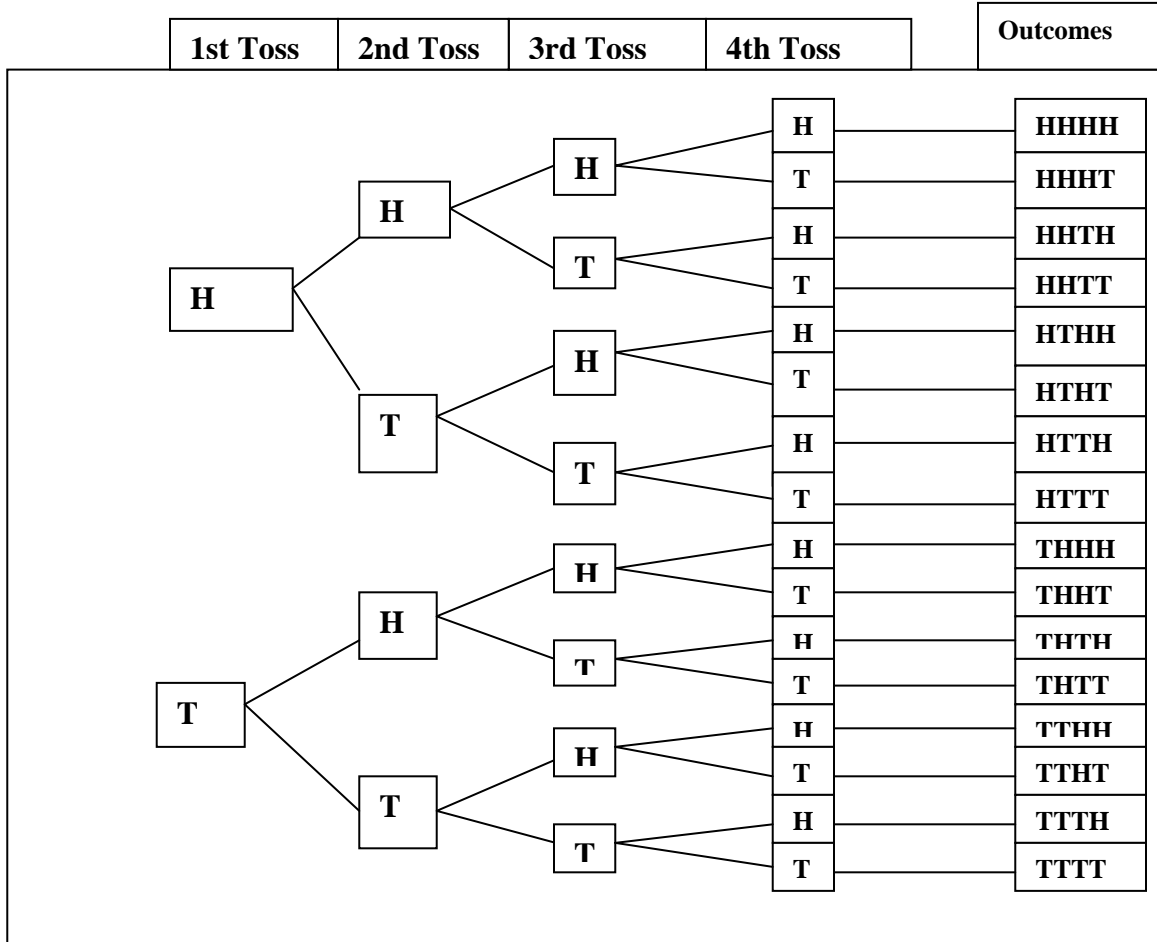 1st Toss 2nd Toss 3rd Toss 4th Toss Outcomes
H HHHH
H
T HHHT
H
H HHTH
T
T HHTT
H
H HTHH
H
T HTHT
T
H HTTH
T
T HTTT
H THHH
H
T THHT
H
H THTH
T
T THTT
T
H TTHH
H
T TTHT
T
H TTTH
T
T TTTT